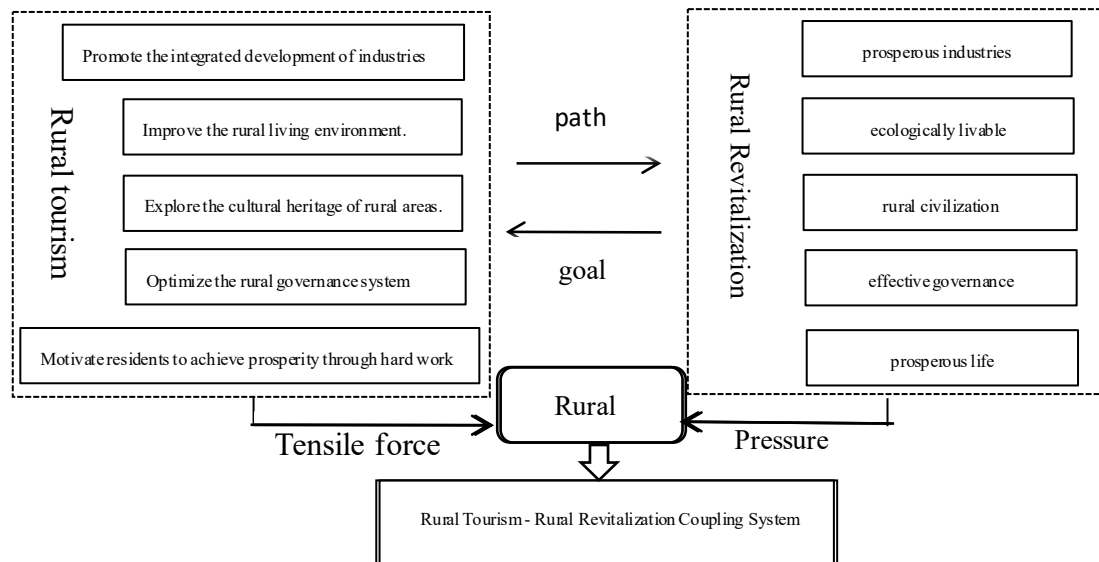 Rural tourism
Promote the integrated development of industries
Improve the rural living environment.
Explore the cultural heritage of rural areas.
Optimize the rural governance system
Motivate residents to achieve prosperity through hard work
path
goal
Rural Revitalization
prosperous industries
ecologically livable
rural civilization
effective governance
prosperous life
Tensile force
Rural
Pressure
Rural Tourism - Rural Revitalization Coupling System